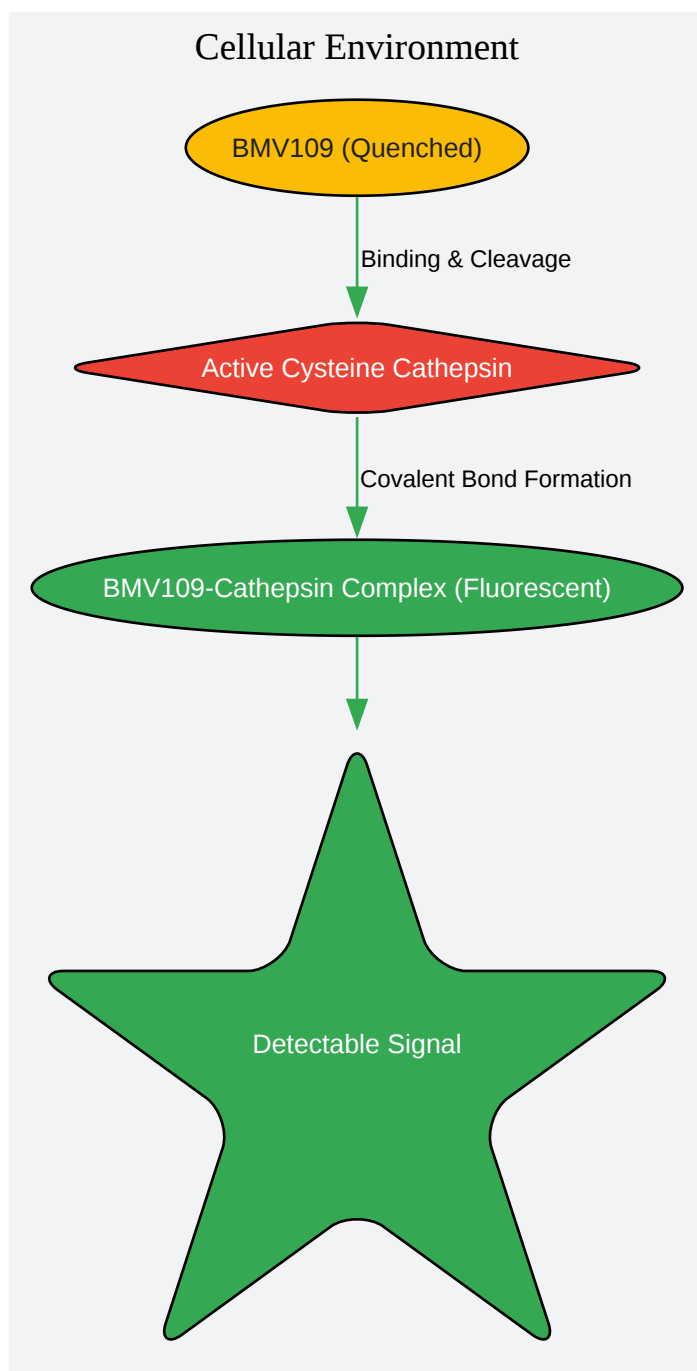 Cellular Environment
BMV109 (Quenched)
Binding & Cleavage
Active Cysteine Cathepsin
Covalent Bond Formation
BMV109-Cathepsin Complex (Fluorescent)
Detectable Signal